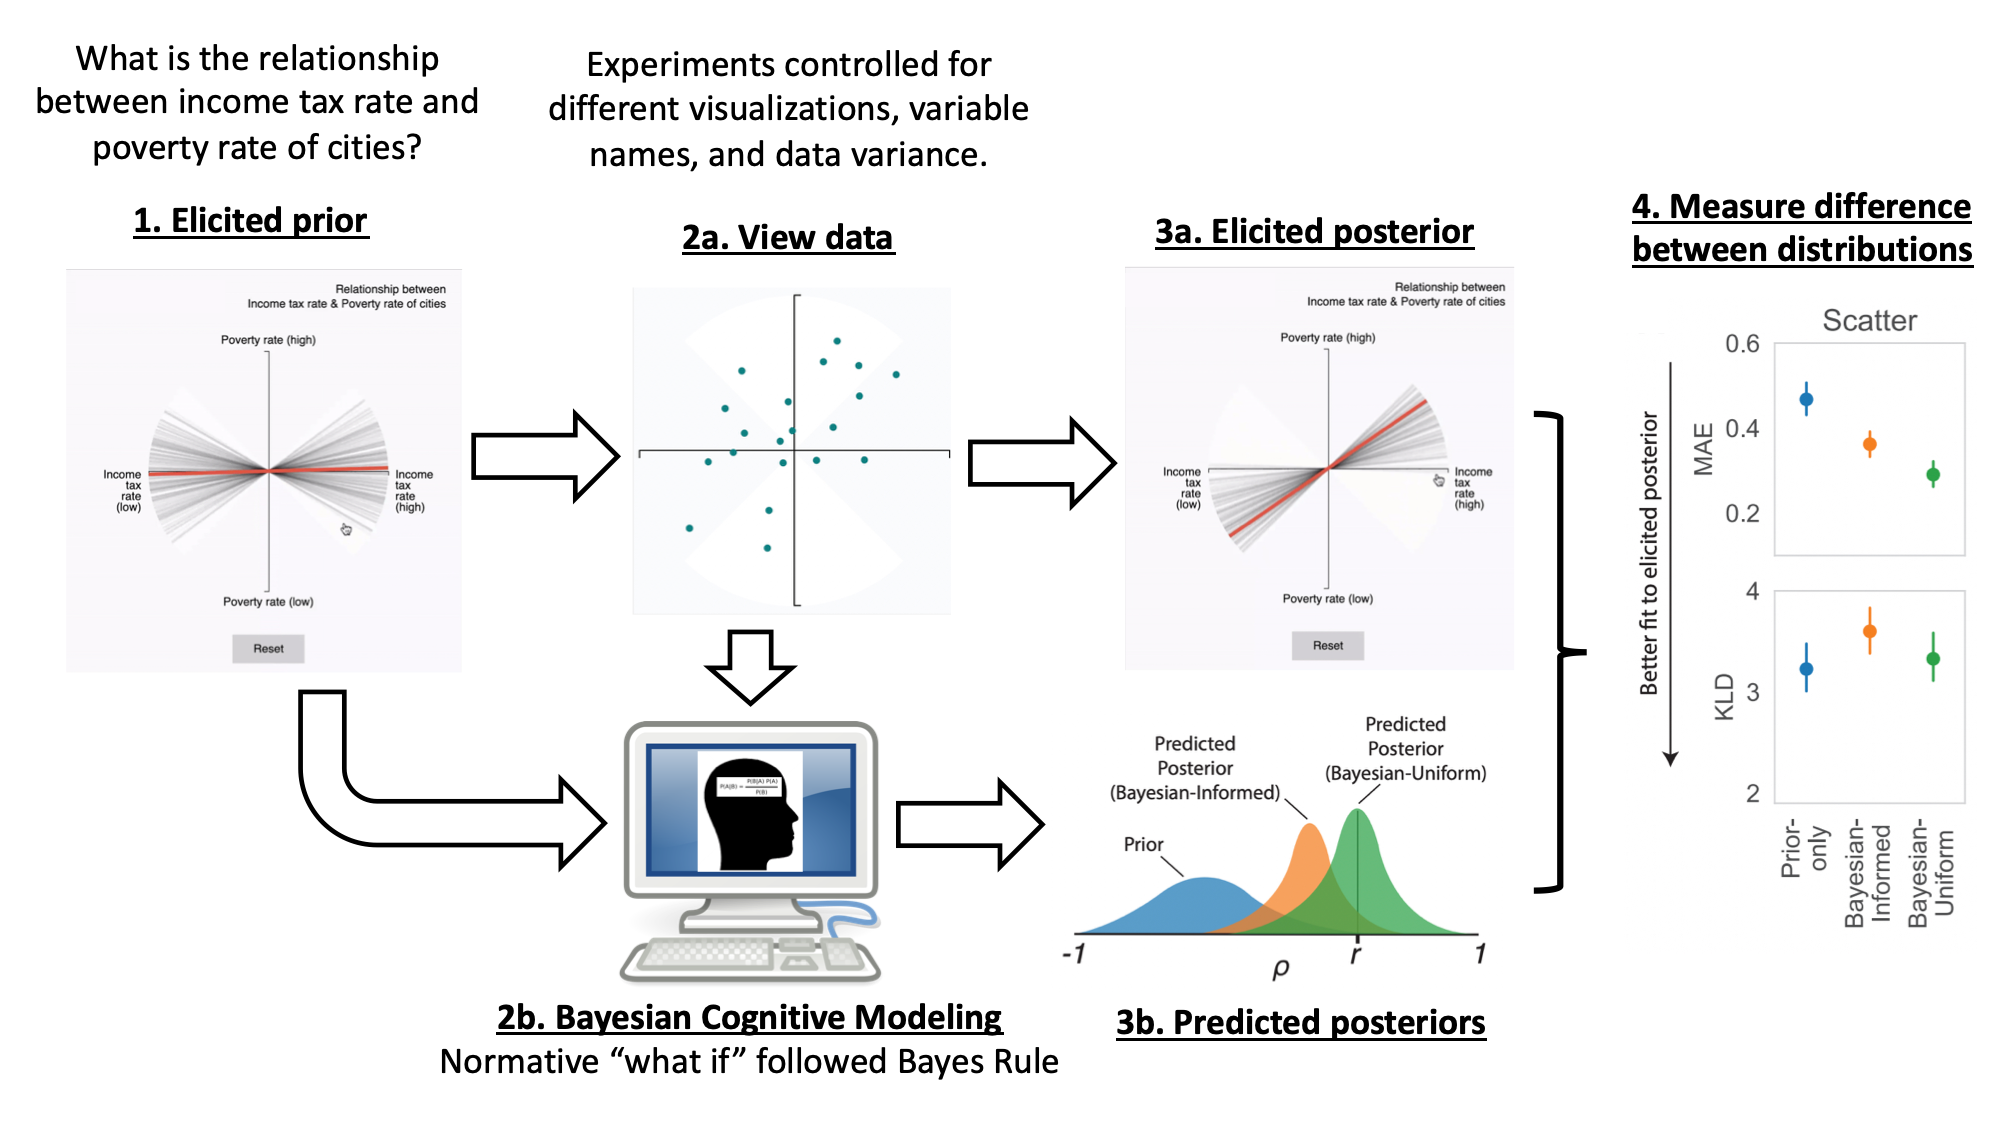 What is the relationship
between income tax rate and
poverty rate of cities?
Experiments controlled for
different visualizations, variable
names, and data variance.
1. Elicited prior
Relationship between
Income tax rate & Poverty rate of cities
Poverty rate (high)
Income
tax
rate
(low)
Income
tax
rate
(high)
Poverty rate (low)
Reset
2a. View data
3a. Elicited posterior
Relationship between
Income tax rate & Poverty rate of cities
Poverty rate (high)
Income
tax
rate
(low)
Income
tax
rate
(high)
Poverty rate (low)
Reset
P(A|B) =
P(B|A) P(A)
P(B)
2b. Bayesian Cognitive Modeling
Normative “what if” followed Bayes Rule
Prior
Predicted
Posterior
(Bayesian-Informed)
Predicted
Posterior
(Bayesian-Uniform)
-1
ρ
r
1
3b. Predicted posteriors
4. Measure difference
between distributions
Better fit to elicited posterior
Scatter
MAE
0.6
0.4
0.2
KLD
4
3
2
Prior-
only
Bayesian-
Informed
Bayesian-
Uniform